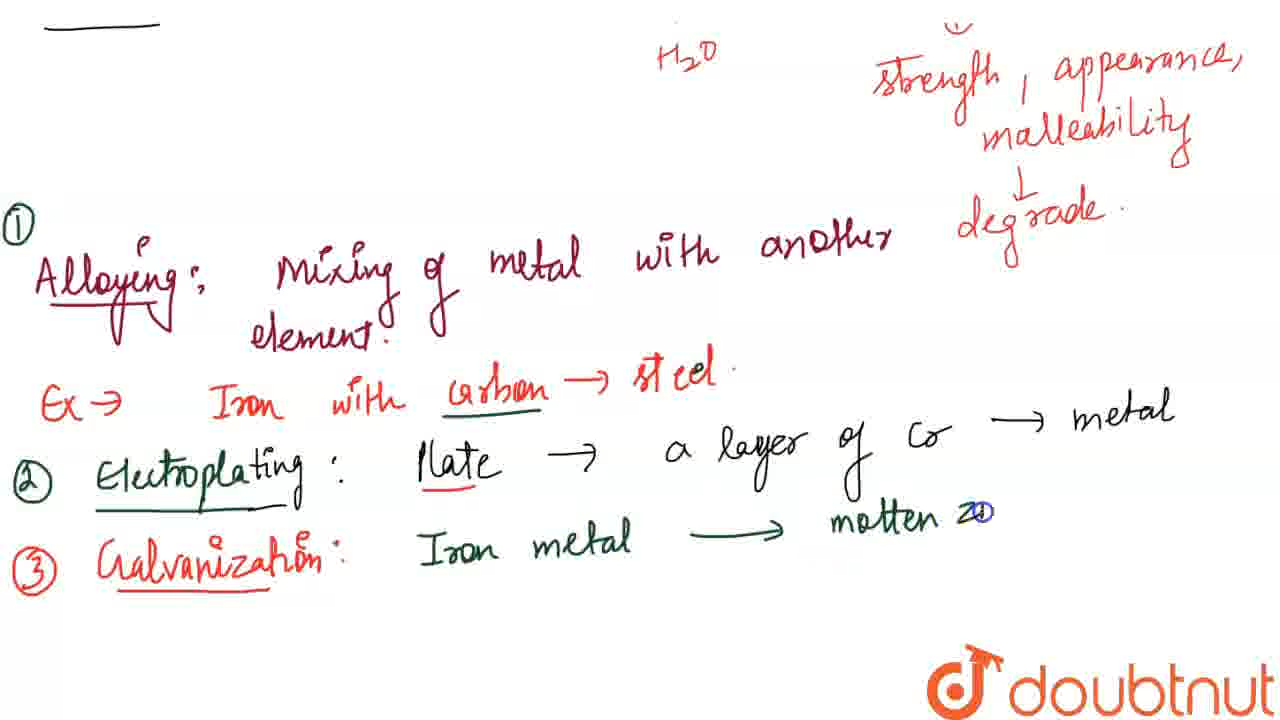 H₂O
strength, appearance,
malleability
↓
degrade.
① Alloying: Mixing of metal with another
element.
Ex → Iron with carbon → steel.
② Electroplating: Plate → a layer of Cr → metal
③ Galvanization: Iron metal → molten Zn
doubtnut